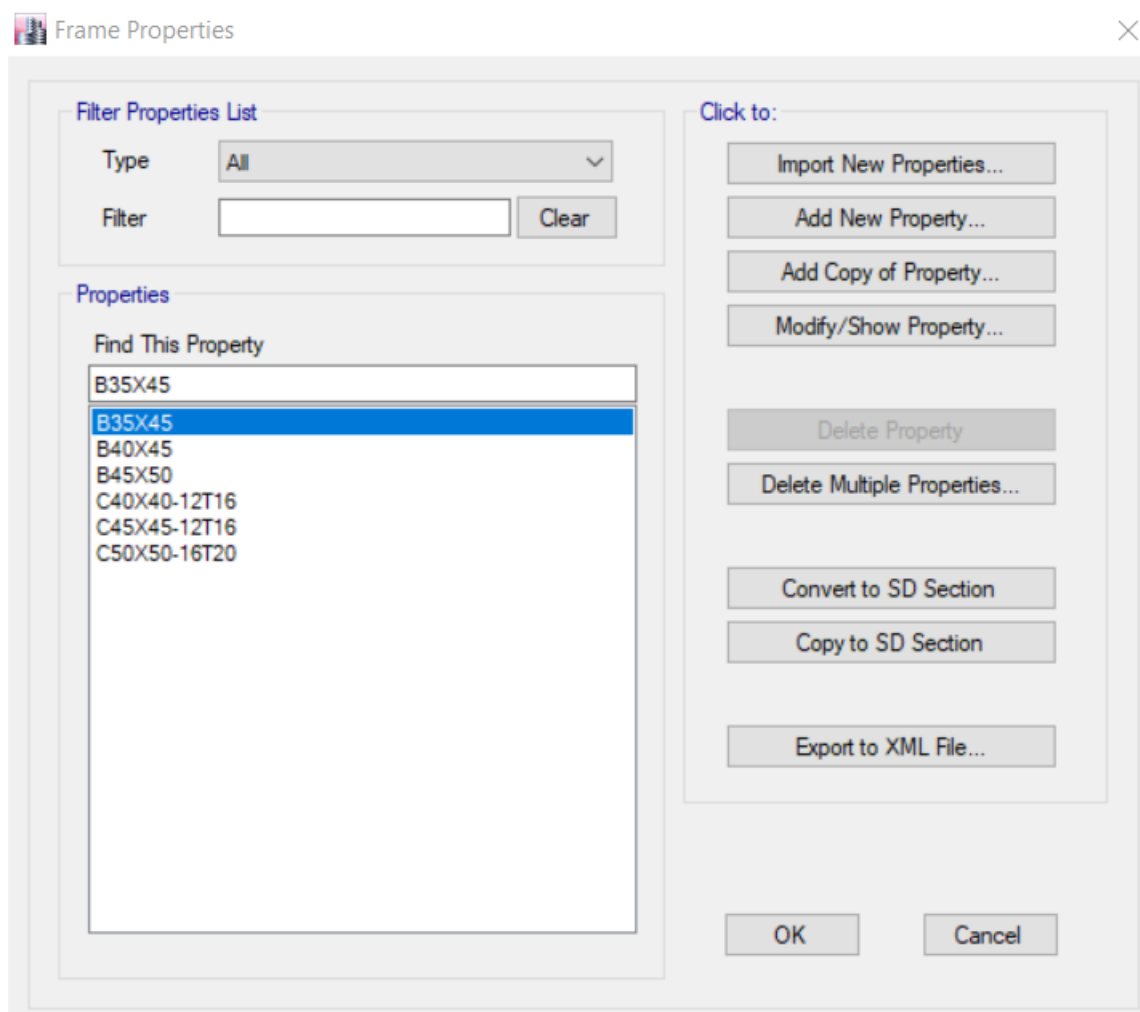 Frame Properties
Filter Properties List
Type
All
Filter
Clear
Properties
Find This Property
B35X45
B35X45
B40X45
B45X50
C40X40-12T16
C45X45-12T16
C50X50-16T20
Click to:
Import New Properties...
Add New Property...
Add Copy of Property...
Modify/Show Property...
Delete Property
Delete Multiple Properties...
Convert to SD Section
Copy to SD Section
Export to XML File...
OK
Cancel